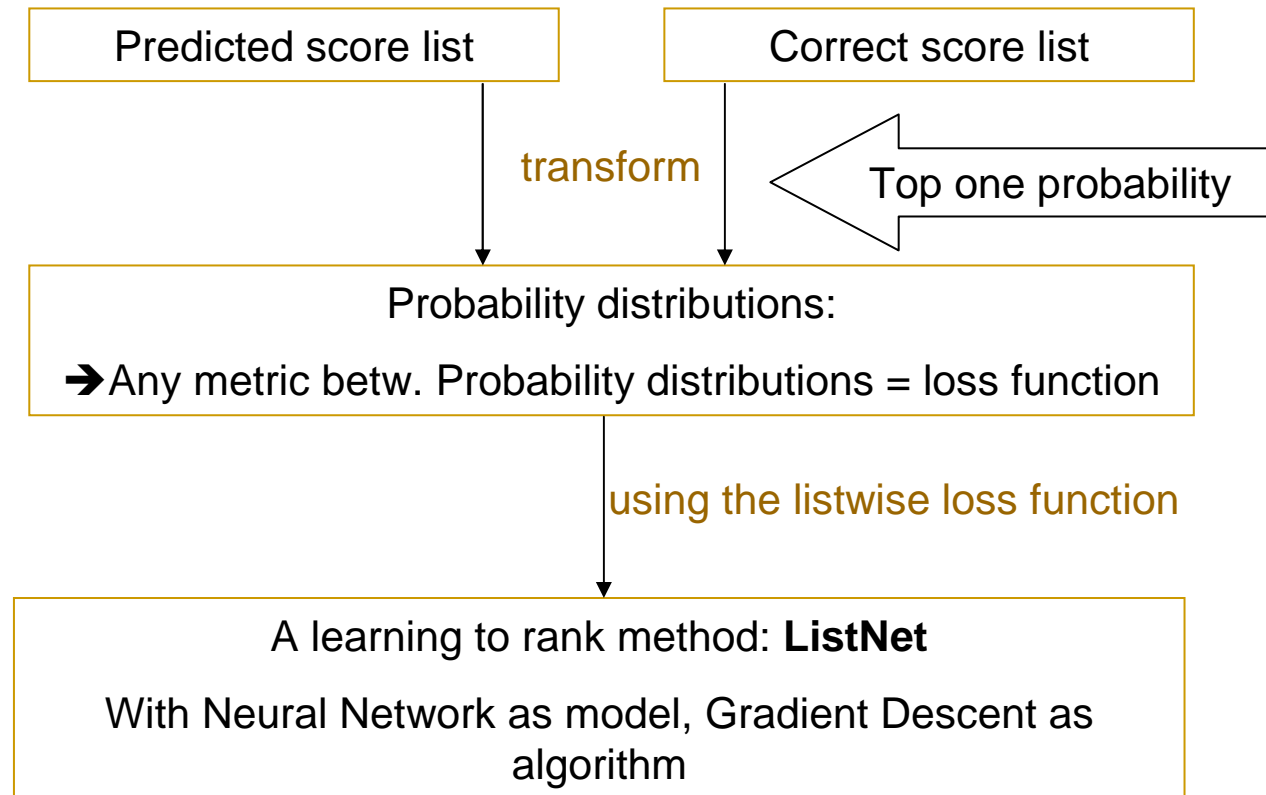 Predicted score list
Correct score list
transform
Top one probability
Probability distributions:
➔Any metric betw. Probability distributions = loss function
using the listwise loss function
A learning to rank method: ListNet
With Neural Network as model, Gradient Descent as
algorithm